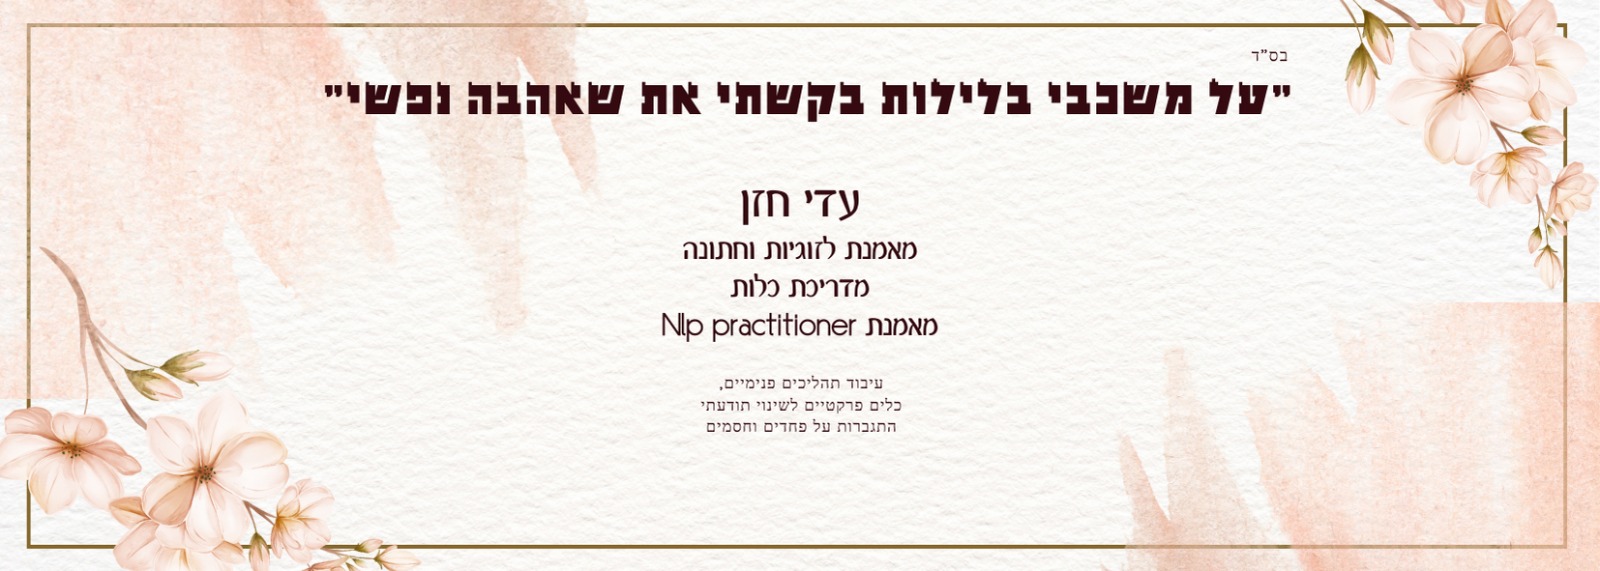 בס"ד
"על משכבי בלילות בקשתי את שאהבה נפשי"
עדי חזן
מאמנת לזוגיות וחתונה
מדריכת כלות
מאמנת Nlp practitioner
עיבוד תהליכים פנימיים,
כלים פרקטיים לשינוי תודעתי
התגברות על פחדים וחסמים